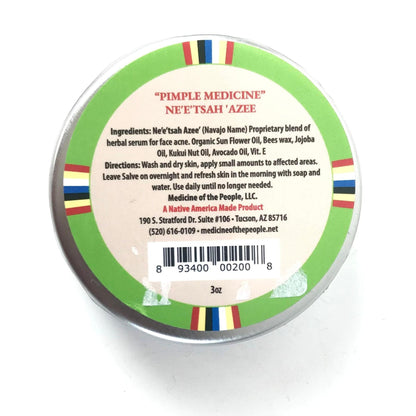 "PIMPLE MEDICINE"
NE'E'TSAH 'AZEE
Ingredients: Ne'e'tsah Azee' (Navajo Name) Proprietary blend of
herbal serum for face acne. Organic Sun Flower Oil, Bees wax, Jojoba
Oil, Kukui Nut Oil, Avocado Oil, Vit. E
Directions: Wash and dry skin, apply small amounts to affected areas.
Leave Salve on overnight and refresh skin in the morning with soap and
water. Use daily until no longer needed.
Medicine of the People, LLC.
A Native America Made Product
190 S. Stratford Dr. Suite #106 • Tucson, AZ 85716
(520) 616-0109 • medicineofthepeople.net
8 93400 00200 8
3oz